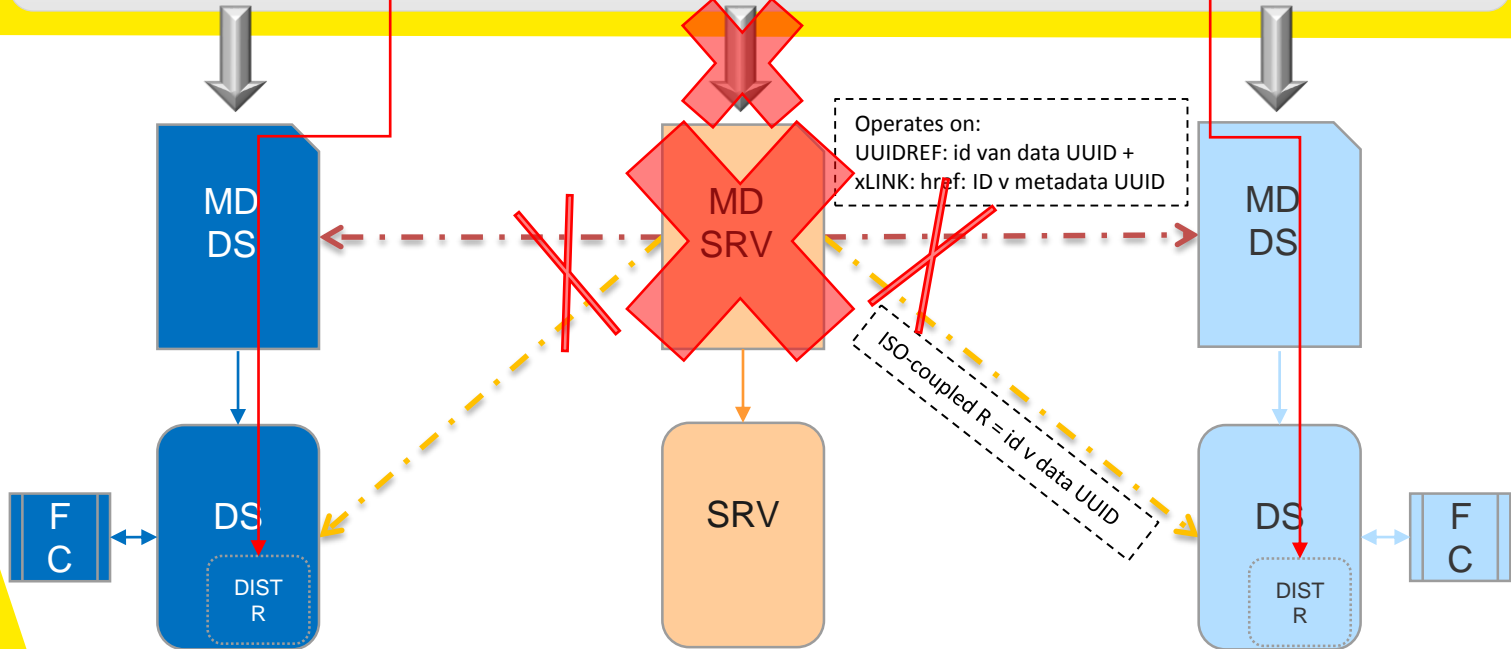 Operates on:
UUIDREF: id van data UUID +
xLINK: href: ID v metadata UUID
MD
DS
MD
SRV
MD
DS
ISO-coupled R = id v data UUID
F
C
DS
DIST
R
SRV
DS
DIST
R
F
C